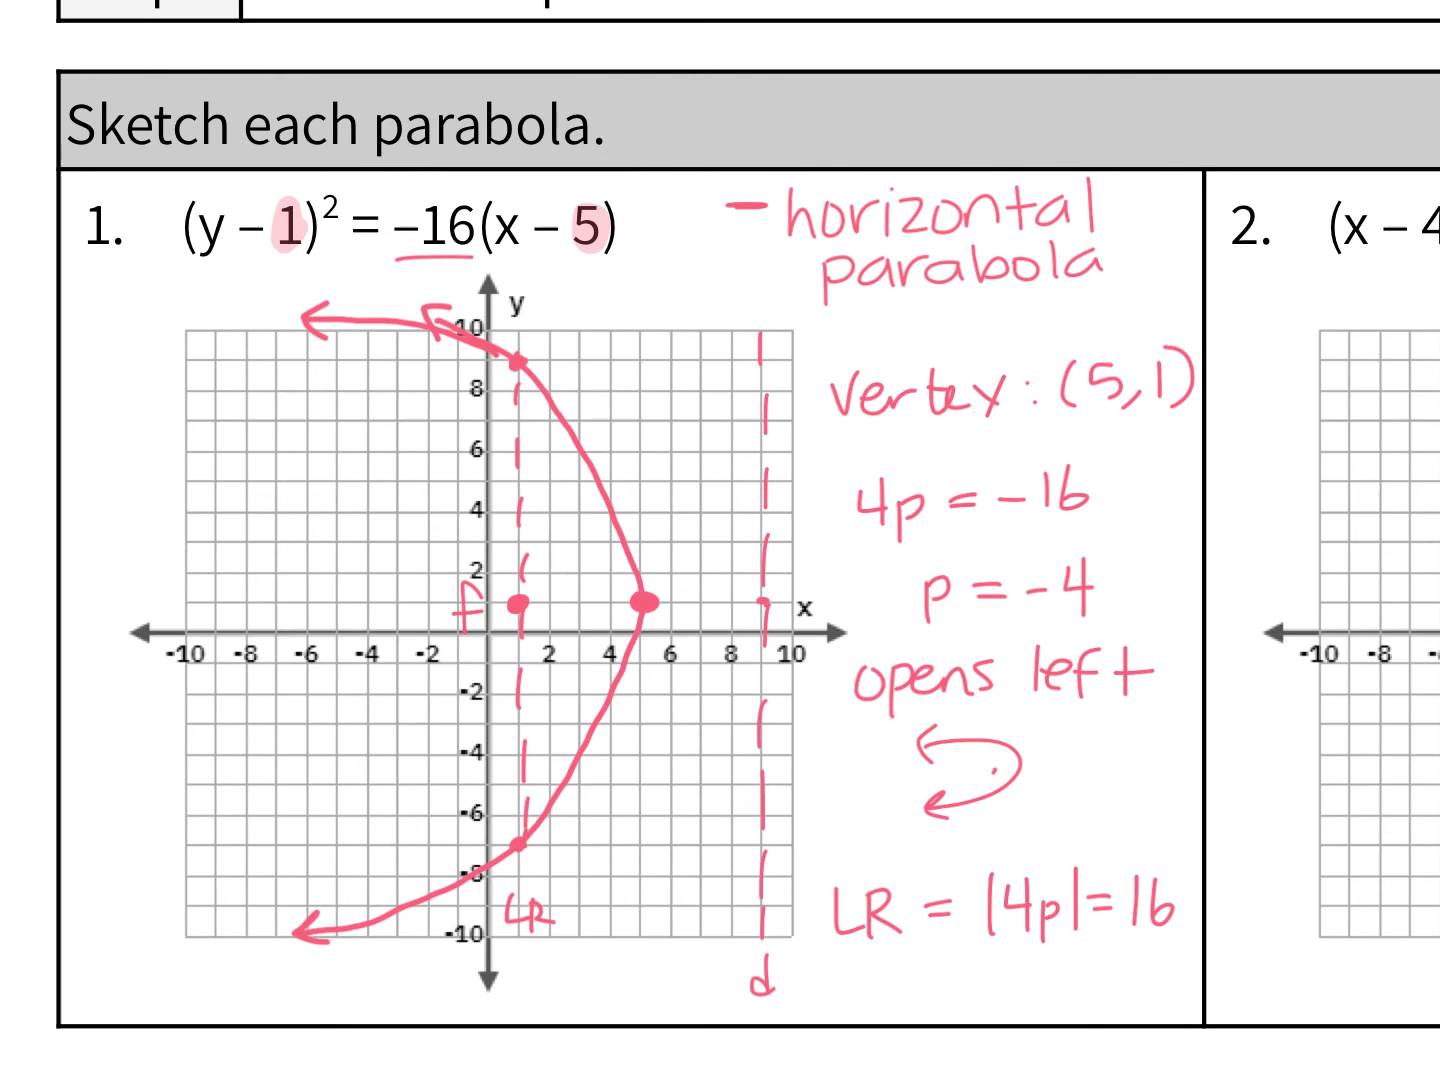 Sketch each parabola.
1. (y – 1)² = –16(x – 5)
– horizontal
parabola
2. (x – 4
y
10
8
vertex : (5,1)
6
4
4p = -16
2
f
p = -4
x
-10 -8 -6 -4 -2 2 4 6 8 10
-10 -8
opens left
-2
-4
-6
-8
LR
LR = |4p| = 16
-10
d